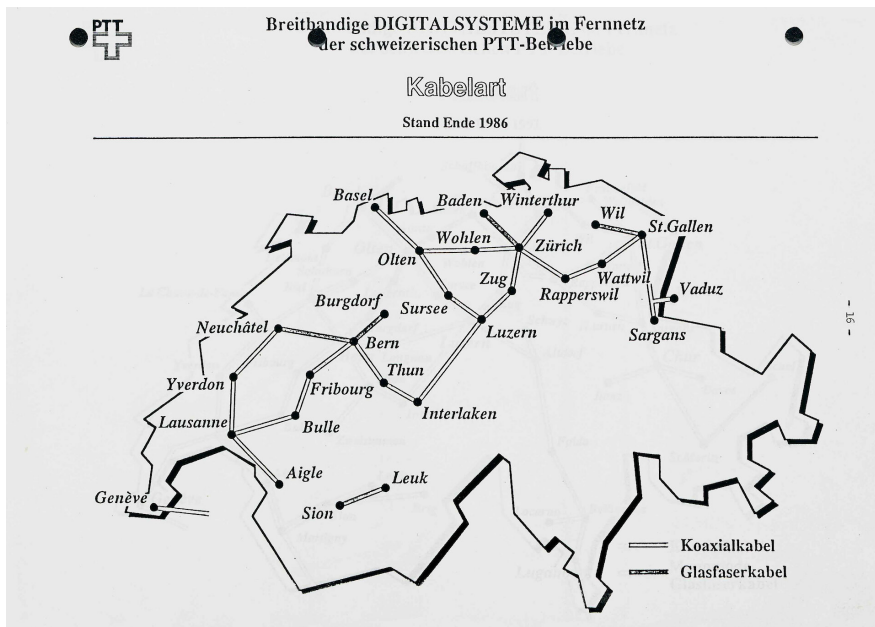 PTT
Breitbandige DIGITALSYSTEME im Fernnetz
der schweizerischen PTT-Betriebe
Kabelart
Stand Ende 1986
Basel
Baden
Winterthur
Wil
St.Gallen
Wohlen
Zürich
Olten
Zug
Wattwil
Rapperswil
Vaduz
Burgdorf
Sursee
Neuchâtel
Bern
Luzern
Sargans
- 16 -
Thun
Yverdon
Fribourg
Interlaken
Lausanne
Bulle
Aigle
Leuk
Genève
Sion
Koaxialkabel
Glasfaserkabel